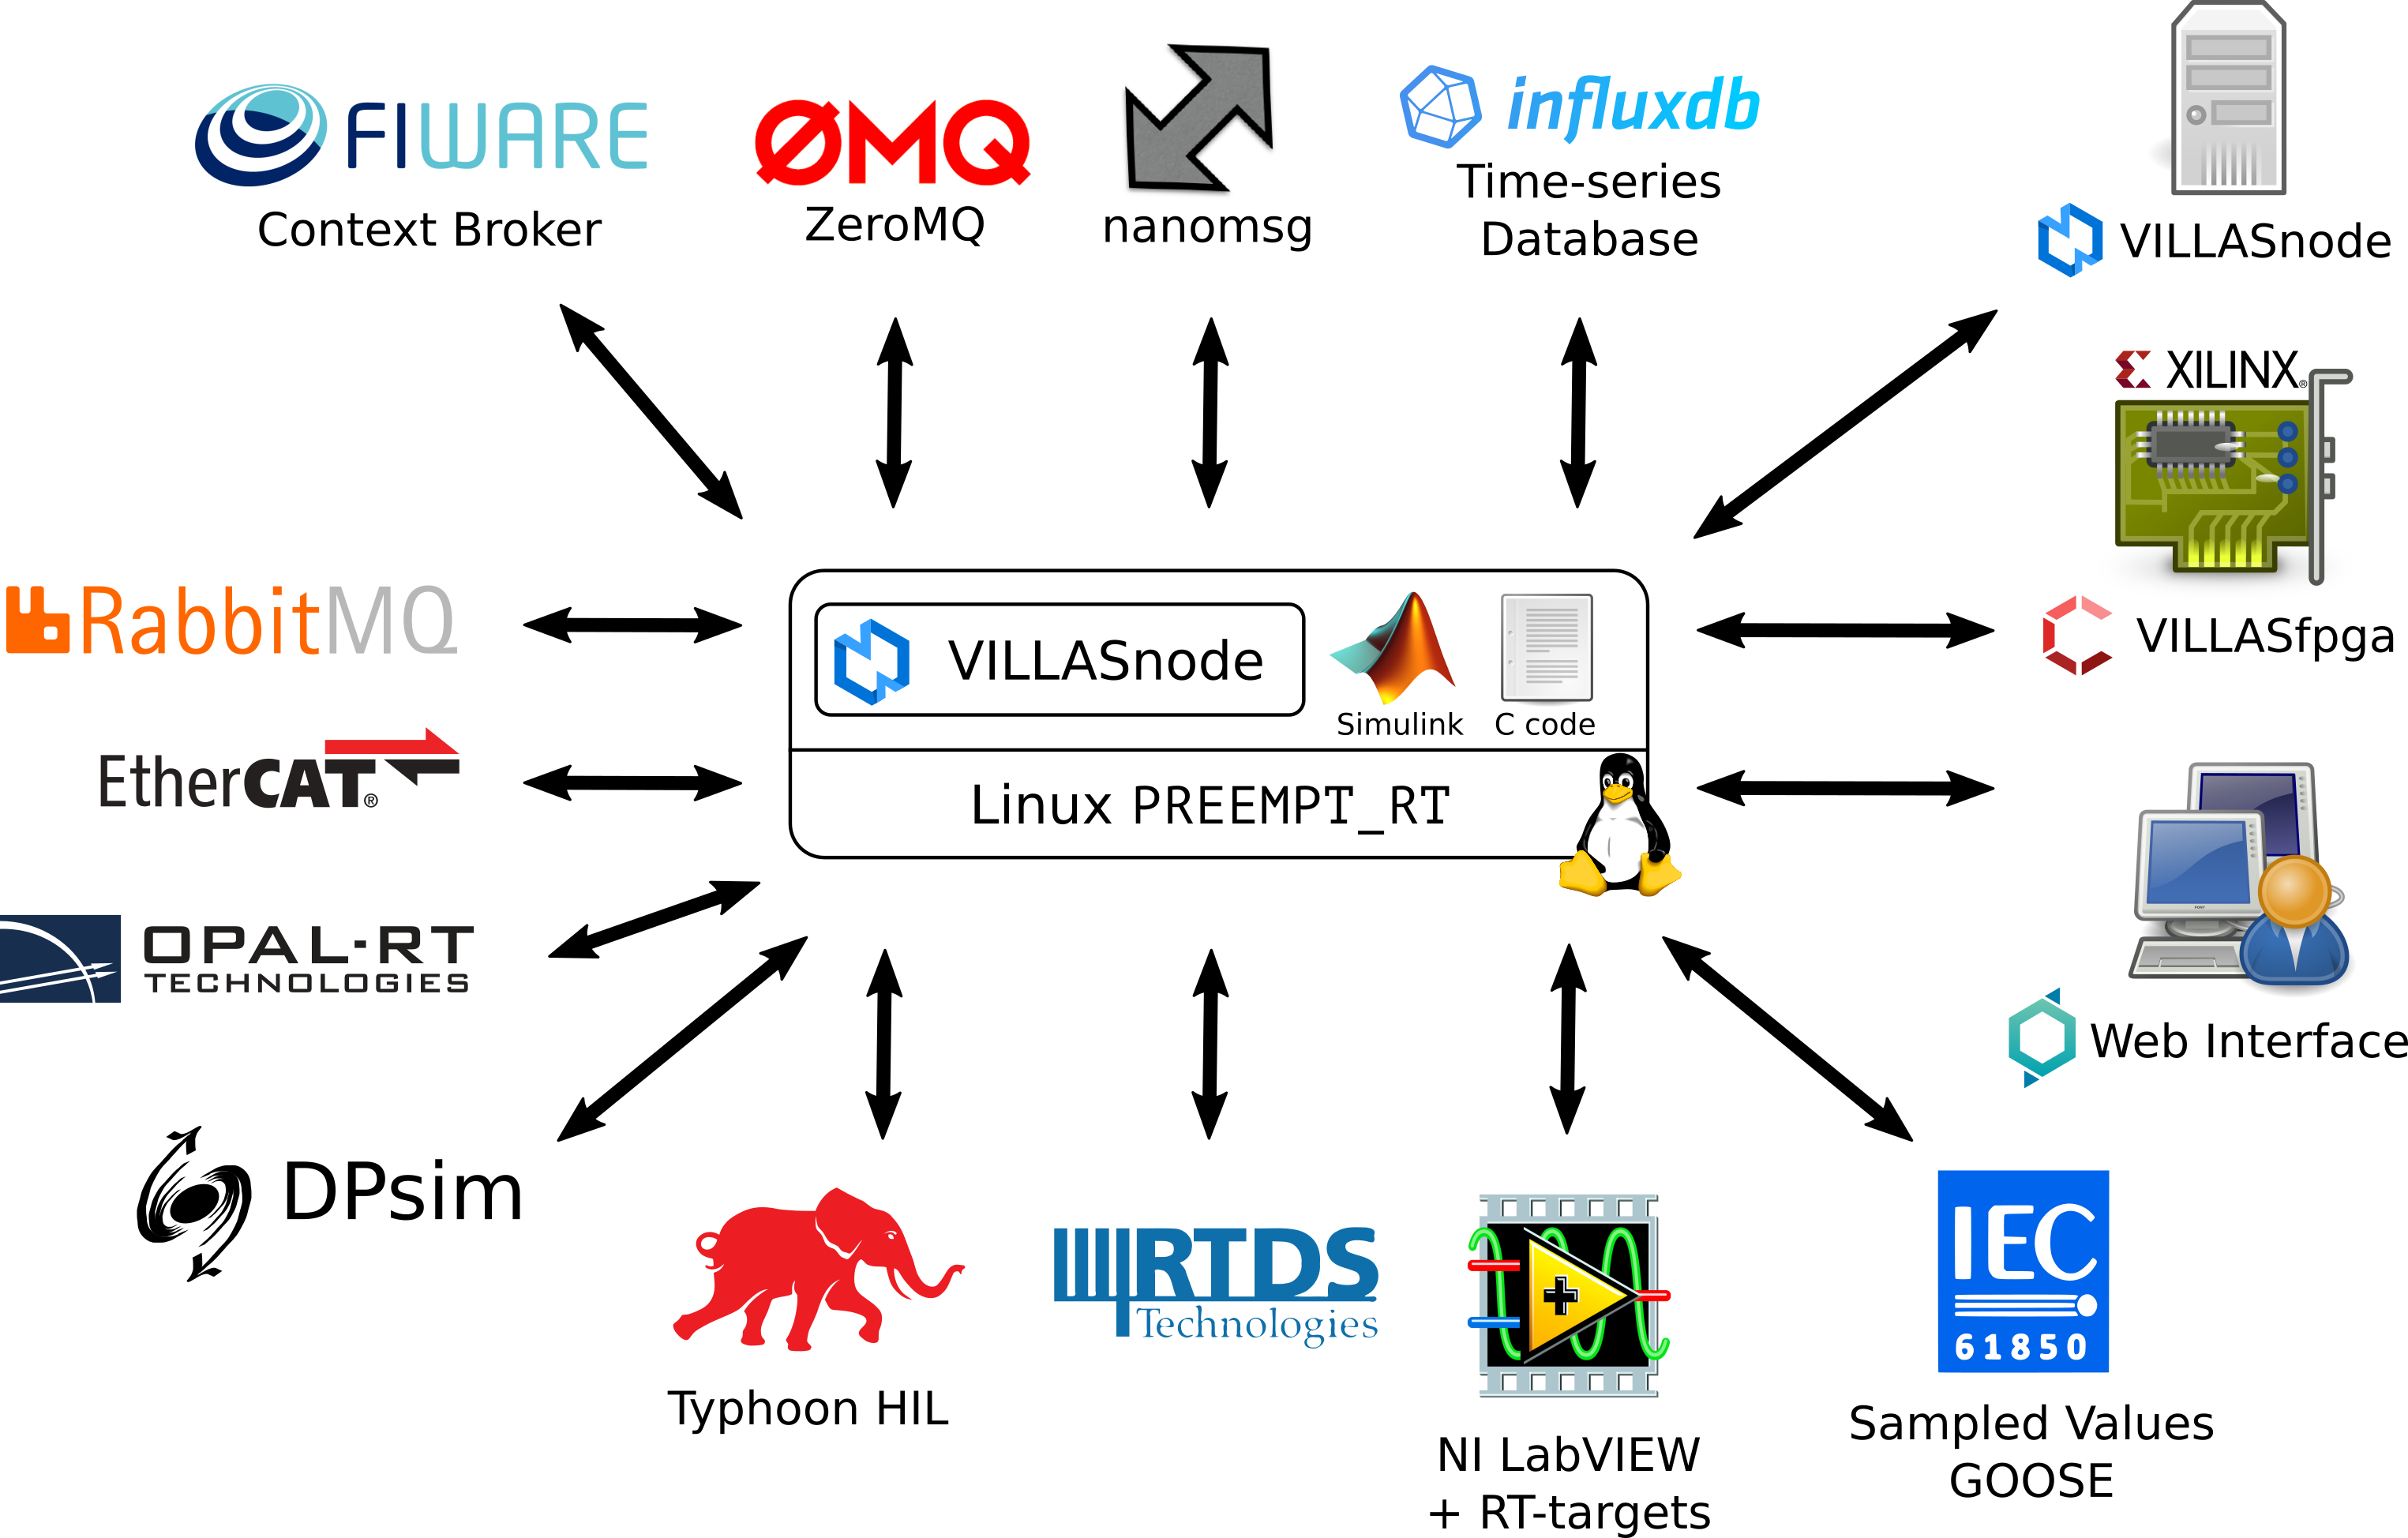 FIWARE
Context Broker
ØMQ
ZeroMQ
nanomsg
influxdb
Time-series
Database
VILLASnode
XILINX®
VILLASfpga
RabbitMQ
VILLASnode
Simulink
C code
Linux PREEMPT_RT
EtherCAT®
OPAL-RT
TECHNOLOGIES
Web Interface
DPsim
Typhoon HIL
RTDS
Technologies
NI LabVIEW
+ RT-targets
IEC
61850
Sampled Values
GOOSE